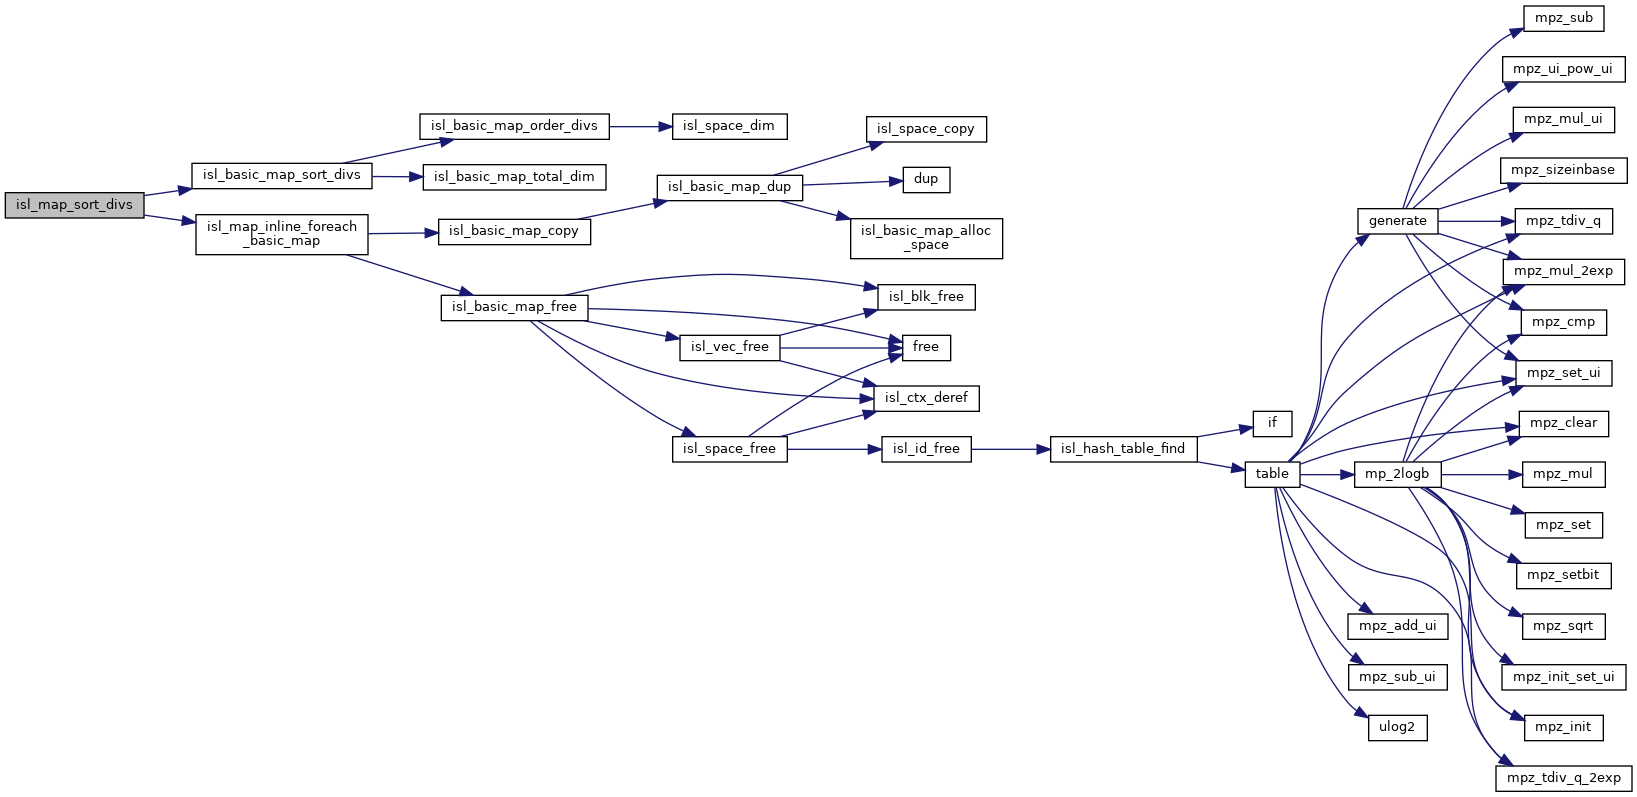 isl_map_sort_divs
isl_basic_map_sort_divs
isl_map_inline_foreach
_basic_map
isl_basic_map_order_divs
isl_basic_map_total_dim
isl_basic_map_copy
isl_basic_map_free
isl_space_dim
isl_basic_map_dup
isl_vec_free
isl_space_free
isl_space_copy
dup
isl_basic_map_alloc
_space
isl_blk_free
free
isl_ctx_deref
isl_id_free
isl_hash_table_find
if
table
generate
mp_2logb
mpz_add_ui
mpz_sub_ui
ulog2
mpz_sub
mpz_ui_pow_ui
mpz_mul_ui
mpz_sizeinbase
mpz_tdiv_q
mpz_mul_2exp
mpz_cmp
mpz_set_ui
mpz_clear
mpz_mul
mpz_set
mpz_setbit
mpz_sqrt
mpz_init_set_ui
mpz_init
mpz_tdiv_q_2exp